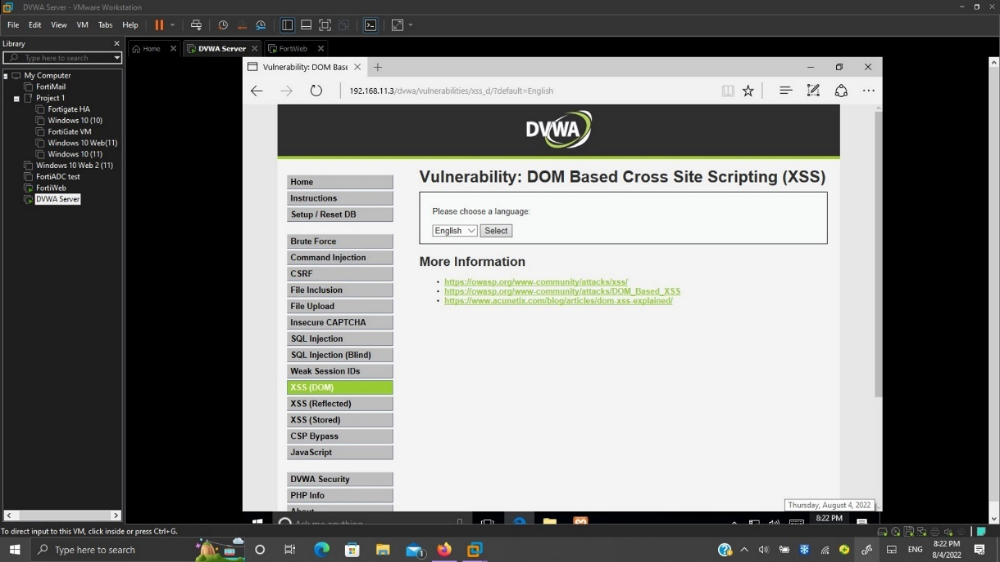 DVWA Server - VMware Workstation
File Edit View VM Tabs Help
Library
Home DVWA Server FortiWeb
Type here to search
My Computer
FortiMail
Project 1
Fortigate HA
Windows 10 (10)
FortiGate VM
Windows 10 Web(11)
Windows 10 (11)
Windows 10 Web 2 (11)
FortiADC test
FortiWeb
DVWA Server
Vulnerability: DOM Base
192.168.11.3/dvwa/vulnerabilities/xss_d/?default=English
DVWA
Home
Instructions
Setup / Reset DB
Brute Force
Command Injection
CSRF
File Inclusion
File Upload
Insecure CAPTCHA
SQL Injection
SQL Injection (Blind)
Weak Session IDs
XSS (DOM)
XSS (Reflected)
XSS (Stored)
CSP Bypass
JavaScript
DVWA Security
PHP Info
About
Vulnerability: DOM Based Cross Site Scripting (XSS)
Please choose a language:
English Select
More Information
• https://owasp.org/www-community/attacks/xss/
• https://owasp.org/www-community/attacks/DOM_Based_XSS
• https://www.acunetix.com/blog/articles/dom-xss-explained/
Thursday, August 4, 2022
Ask me anything
8:22 PM
To direct input to this VM, click inside or press Ctrl+G.
Type here to search
1
ENG
8:22 PM
8/4/2022